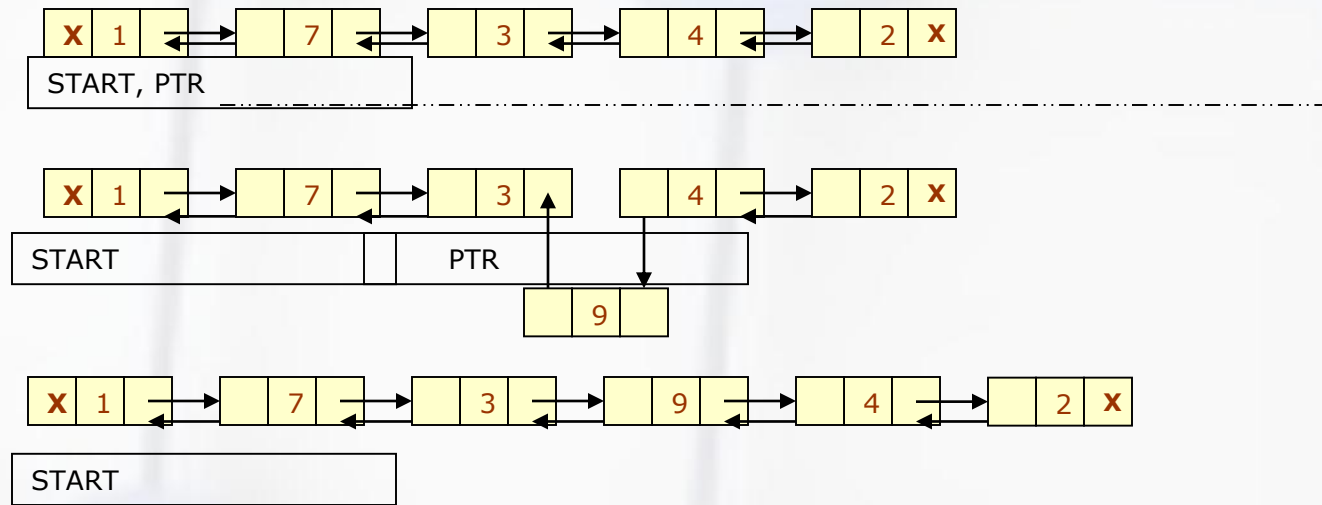 X 1 7 3 4 2 X
START, PTR
X 1 7 3 4 2 X
START PTR
9
X 1 7 3 9 4 2 X
START